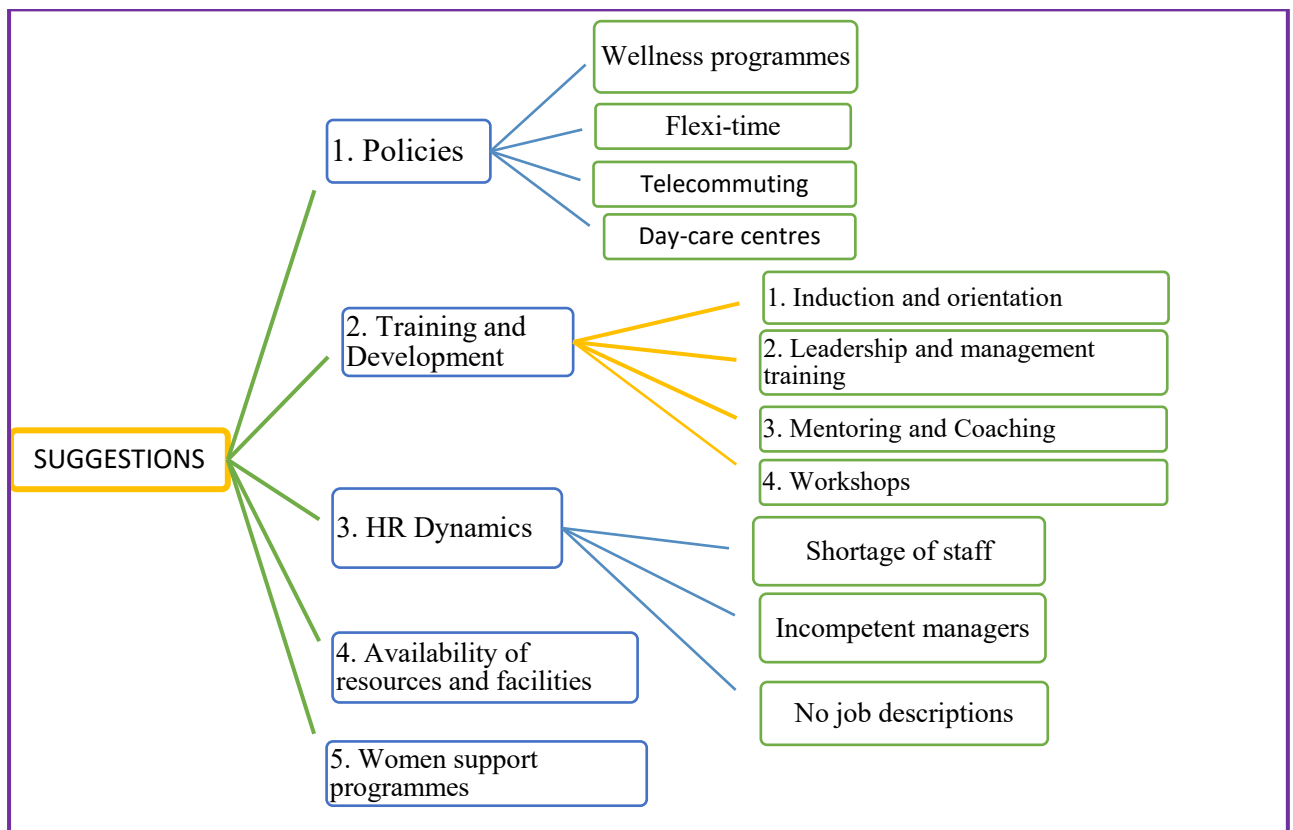 SUGGESTIONS
1. Policies
Wellness programmes
Flexi-time
Telecommuting
Day-care centres
2. Training and
Development
1. Induction and orientation
2. Leadership and management
training
3. Mentoring and Coaching
4. Workshops
3. HR Dynamics
Shortage of staff
Incompetent managers
No job descriptions
4. Availability of
resources and facilities
5. Women support
programmes